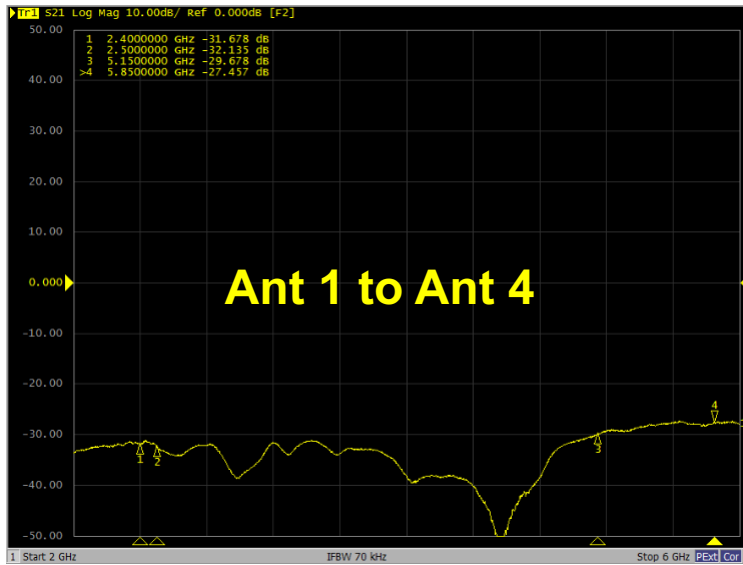 Tr1 S21 Log Mag 10.00dB/ Ref 0.000dB [F2]
50.00
1 2.4000000 GHz -31.678 dB
2 2.5000000 GHz -32.135 dB
3 5.1500000 GHz -29.678 dB
>4 5.8500000 GHz -27.457 dB
40.00
30.00
20.00
10.00
0.000
Ant 1 to Ant 4
-10.00
-20.00
4
-30.00
1 2 3
-40.00
-50.00
1 Start 2 GHz IFBW 70 kHz Stop 6 GHz PExt Cor